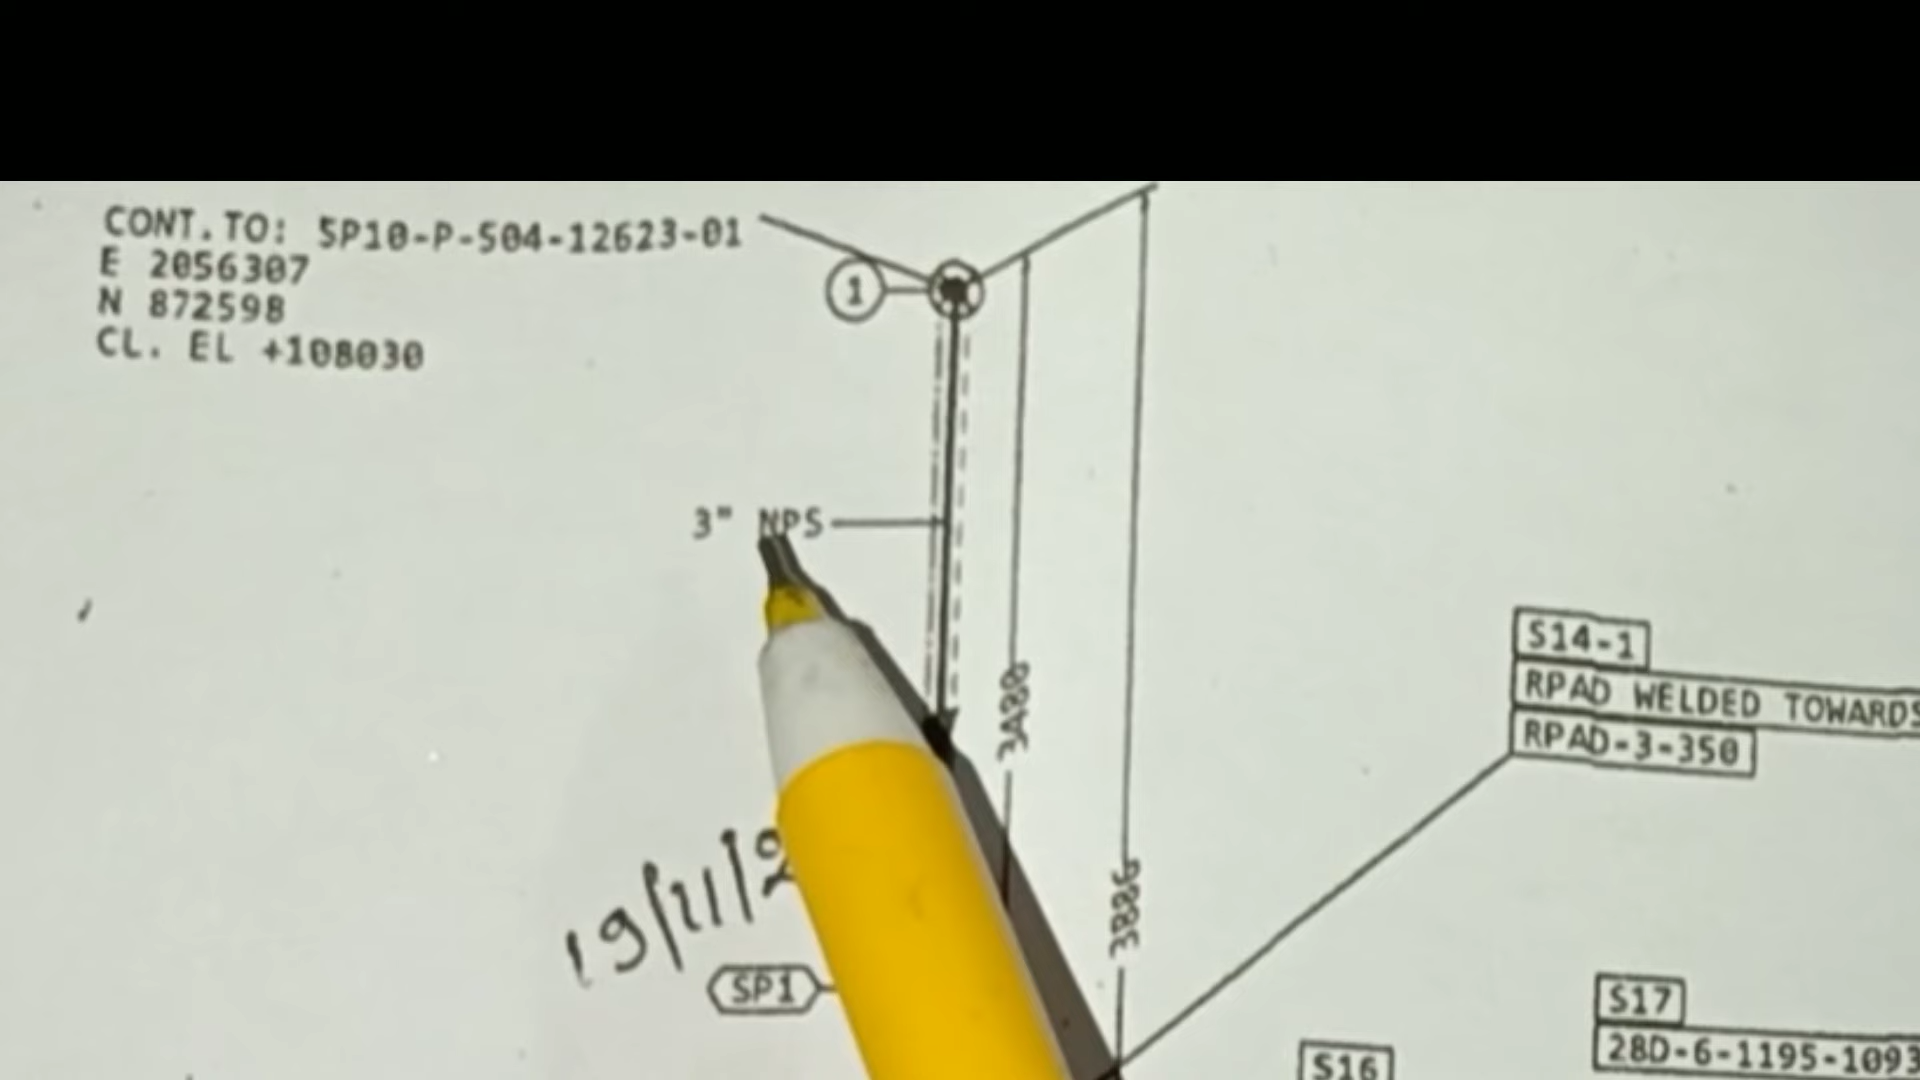 CONT.TO: 5P10-P-504-12623-01
E 2056307
N 872598
CL. EL +108030
1
3" NPS
S14-1
RPAD WELDED TOWARDS
RPAD-3-350
3886
19/11/2
SP1
S17
28D-6-1195-1093
S16